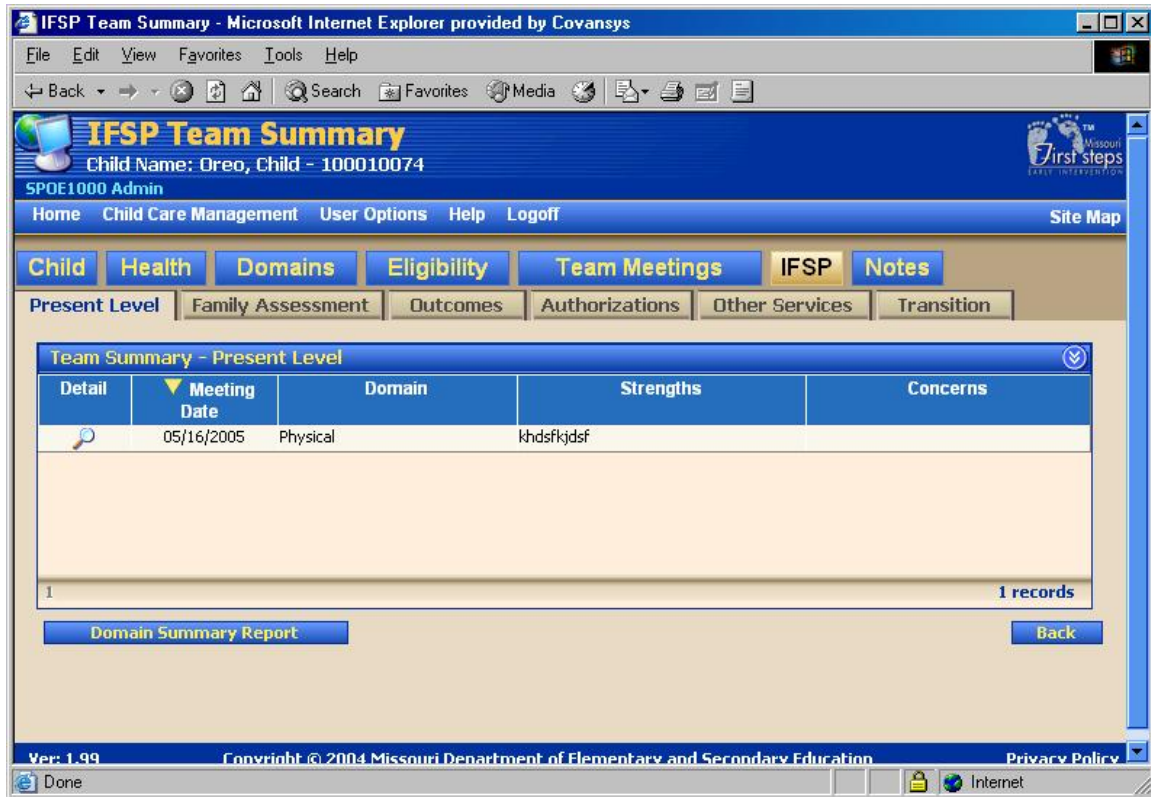 IFSP Team Summary - Microsoft Internet Explorer provided by Covansys
File Edit View Favorites Tools Help
Back Search Favorites Media
IFSP Team Summary
Child Name: Oreo, Child - 100010074
TM
Missouri
First steps
EARLY INTERVENTION
SPOE1000 Admin
Home Child Care Management User Options Help Logoff Site Map
Child Health Domains Eligibility Team Meetings IFSP Notes
Present Level Family Assessment Outcomes Authorizations Other Services Transition
Team Summary - Present Level
Detail Meeting Date Domain Strengths Concerns
05/16/2005 Physical khdsfkjdsf
1 1 records
Domain Summary Report Back
Ver: 1.99 Copyright © 2004 Missouri Department of Elementary and Secondary Education Privacy Policy
Done Internet